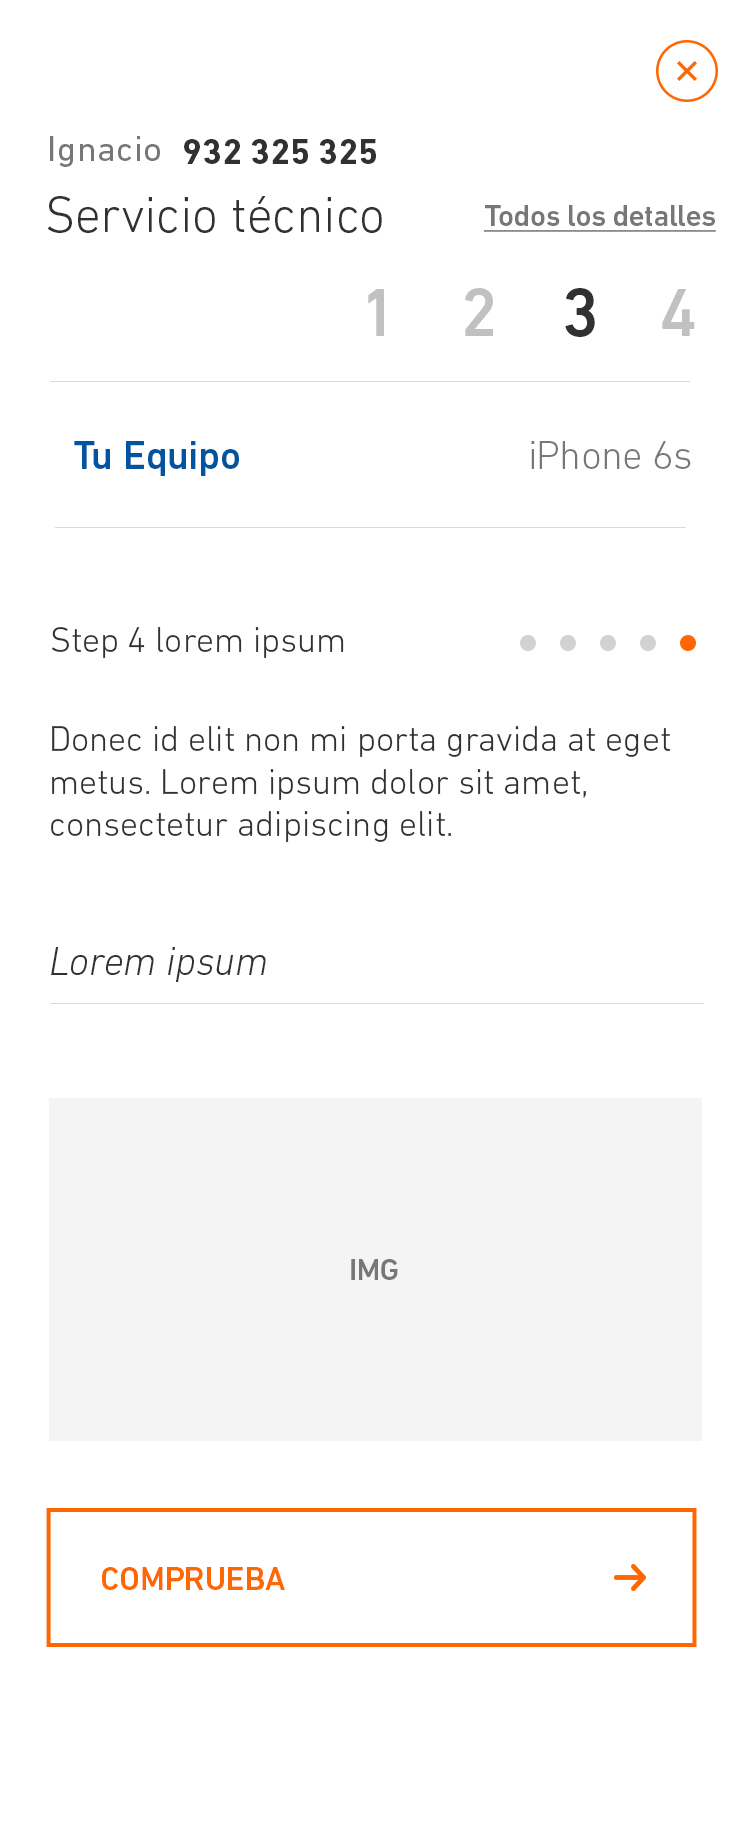 Ignacio 932 325 325
Servicio técnico Todos los detalles
1 2 3 4
Tu Equipo iPhone 6s
Step 4 lorem ipsum
Donec id elit non mi porta gravida at eget
metus. Lorem ipsum dolor sit amet,
consectetur adipiscing elit.
Lorem ipsum
IMG
COMPRUEBA